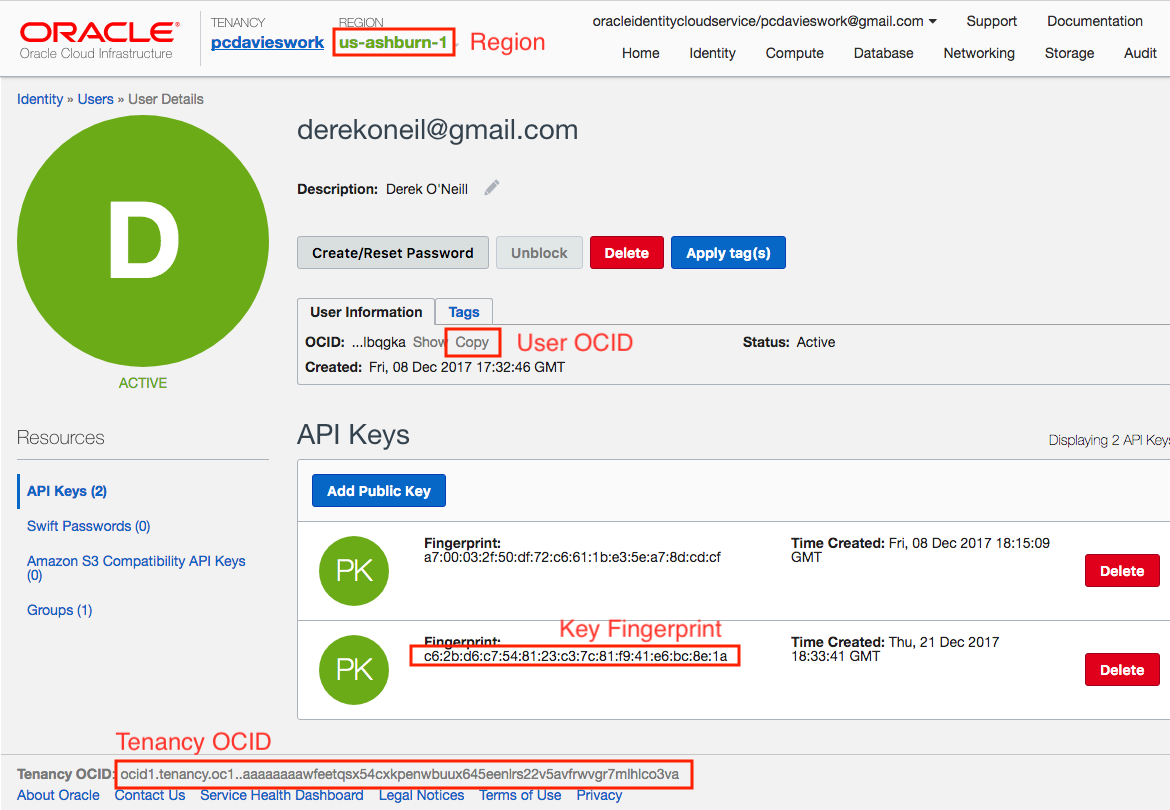 ORACLE®
Oracle Cloud Infrastructure
TENANCY
pcdavieswork
REGION
us-ashburn-1
Region
oracleidentitycloudservice/pcdavieswork@gmail.com
Support
Documentation
Home
Identity
Compute
Database
Networking
Storage
Audit
Identity » Users » User Details
D
ACTIVE
derekoneil@gmail.com
Description: Derek O'Neill
Create/Reset Password
Unblock
Delete
Apply tag(s)
User Information
Tags
OCID: ...lbqgka Show Copy
User OCID
Status: Active
Created: Fri, 08 Dec 2017 17:32:46 GMT
Resources
API Keys (2)
Swift Passwords (0)
Amazon S3 Compatibility API Keys
(0)
Groups (1)
API Keys
Displaying 2 API Keys
Add Public Key
PK
Fingerprint:
a7:00:03:2f:50:df:72:c6:61:1b:e3:5e:a7:8d:cd:cf
Time Created: Fri, 08 Dec 2017 18:15:09
GMT
Delete
Key Fingerprint
PK
Fingerprint:
c6:2b:d6:c7:54:81:23:c3:7c:81:f9:41:e6:bc:8e:1a
Time Created: Thu, 21 Dec 2017
18:33:41 GMT
Delete
Tenancy OCID
Tenancy OCID: ocid1.tenancy.oc1..aaaaaaaawfeetqsx54cxkpenwbuux645eenlrs22v5avfrwvgr7mlhlco3va
About Oracle
Contact Us
Service Health Dashboard
Legal Notices
Terms of Use
Privacy